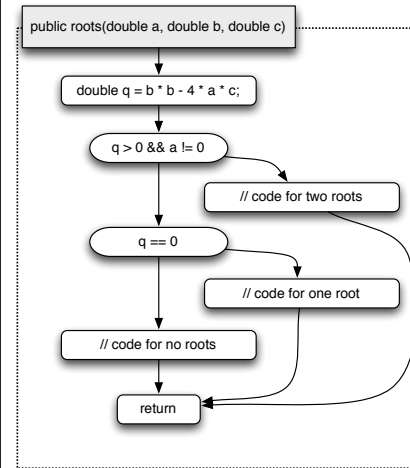 public roots(double a, double b, double c)
double q = b * b - 4 * a * c;
q > 0 && a != 0
// code for two roots
q == 0
// code for one root
// code for no roots
return